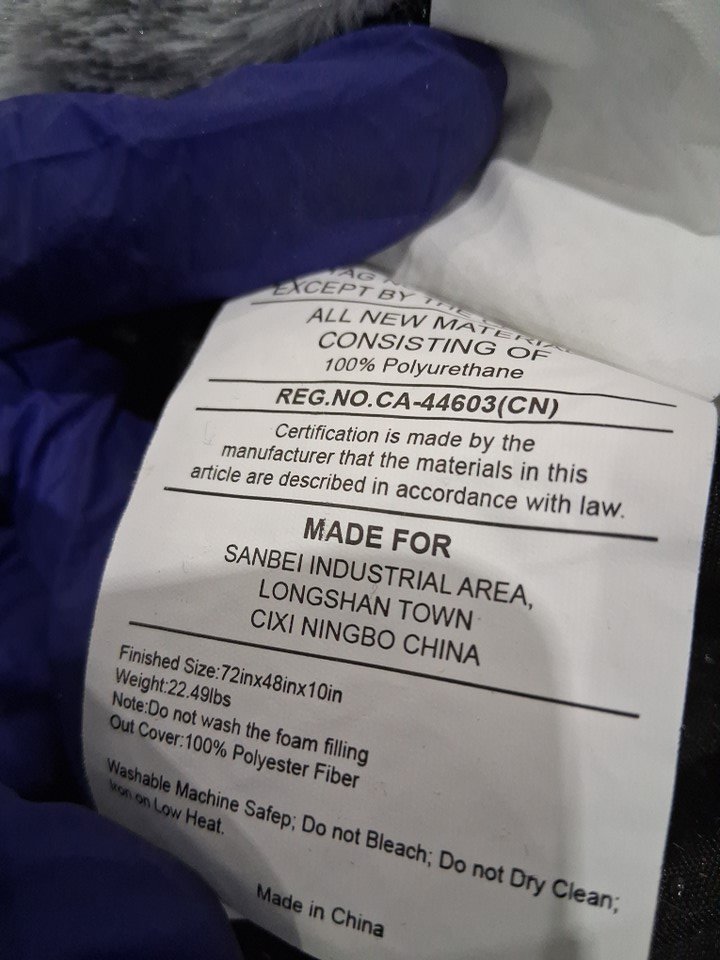 TAG
EXCEPT BY THE
ALL NEW MATERIA
CONSISTING OF
100% Polyurethane
REG.NO.CA-44603(CN)
Certification is made by the
manufacturer that the materials in this
article are described in accordance with law.
MADE FOR
SANBEI INDUSTRIAL AREA,
LONGSHAN TOWN
CIXI NINGBO CHINA
Finished Size:72inx48inx10in
Weight:22.49lbs
Note:Do not wash the foam filling
Out Cover:100% Polyester Fiber
Washable Machine Safep; Do not Bleach; Do not Dry Clean;
Iron on Low Heat.
Made in China